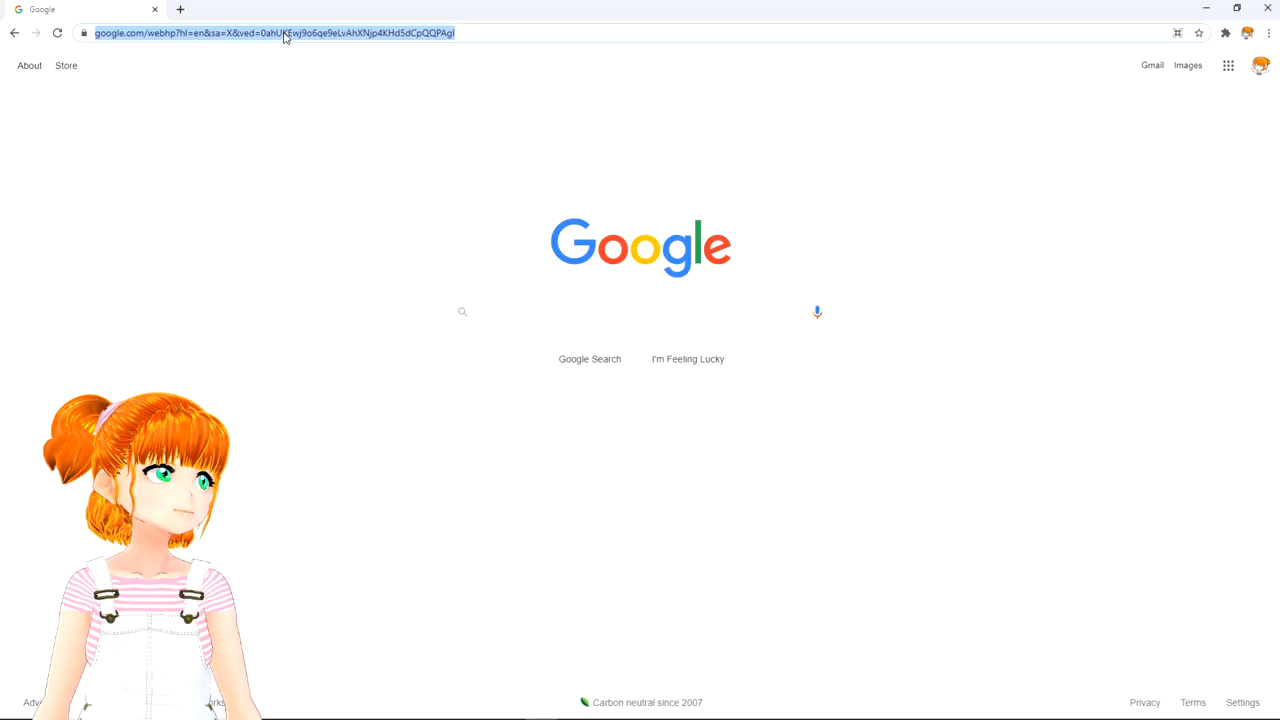 Google
google.com/webhp?hl=en&sa=X&ved=0ahUKEwj9o6qe9eLvAhXNjp4KHd5dCpQQPAgI
About Store Gmail Images
Google
Google Search I'm Feeling Lucky
Carbon neutral since 2007 Privacy Terms Settings